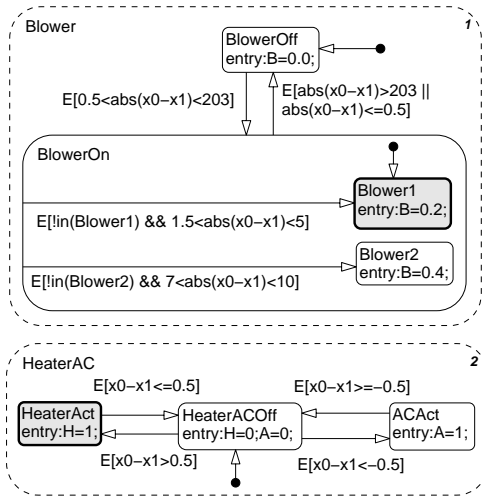 Blower
1
BlowerOff
entry:B=0.0;
E[0.5<abs(x0−x1)<203]
E[abs(x0−x1)>203 ||
abs(x0−x1)<=0.5]
BlowerOn
Blower1
entry:B=0.2;
E[!in(Blower1) && 1.5<abs(x0−x1)<5]
Blower2
entry:B=0.4;
E[!in(Blower2) && 7<abs(x0−x1)<10]
HeaterAC
2
E[x0−x1<=0.5]
E[x0−x1>=−0.5]
HeaterAct
entry:H=1;
HeaterACOff
entry:H=0;A=0;
ACAct
entry:A=1;
E[x0−x1>0.5]
E[x0−x1<−0.5]